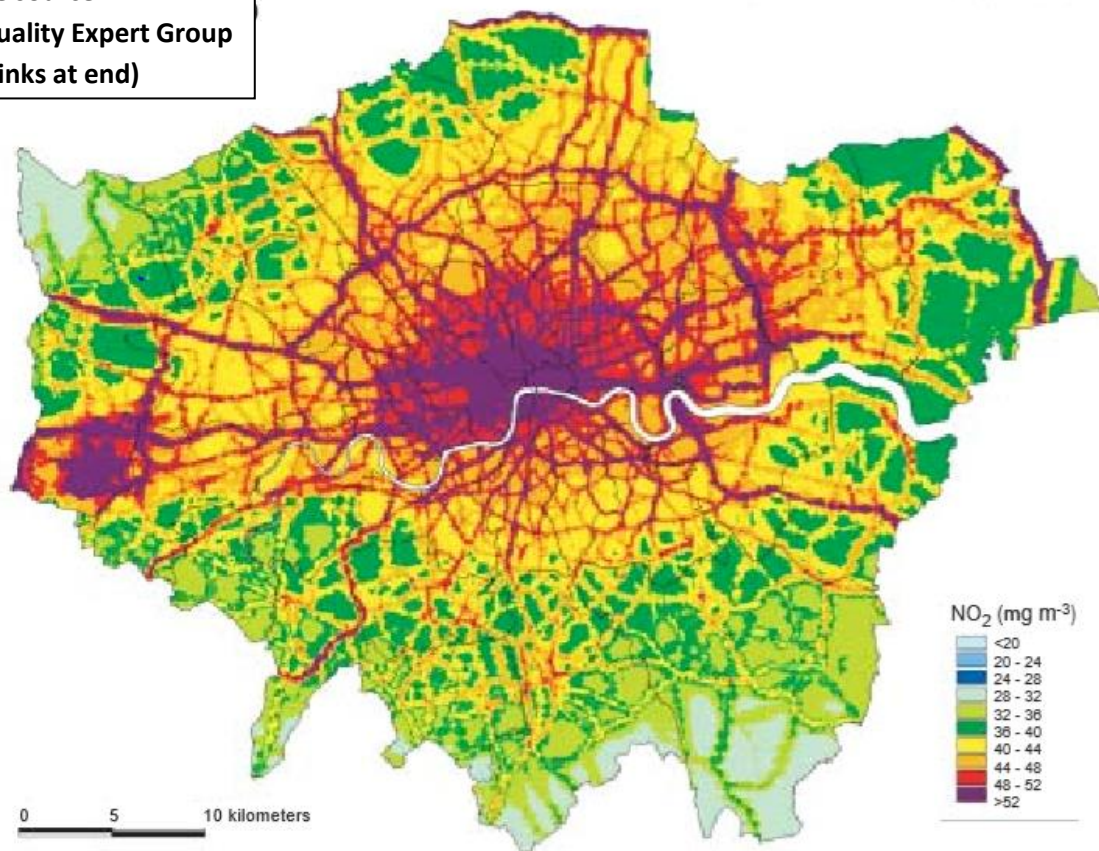 uality Expert Group
inks at end)
NO₂ (mg m⁻³)
<20
20 - 24
24 - 28
28 - 32
32 - 36
36 - 40
40 - 44
44 - 48
48 - 52
>52
0 5 10 kilometers